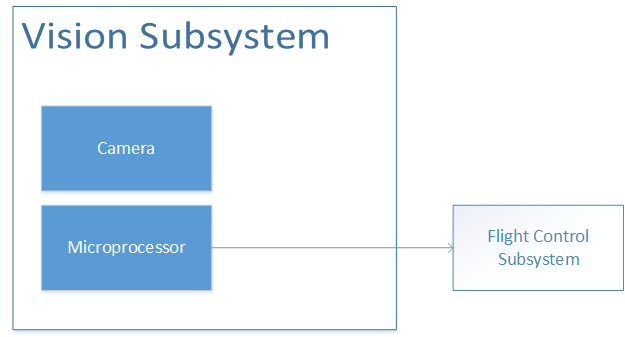 Vision Subsystem
Camera
Microprocessor
Flight Control
Subsystem